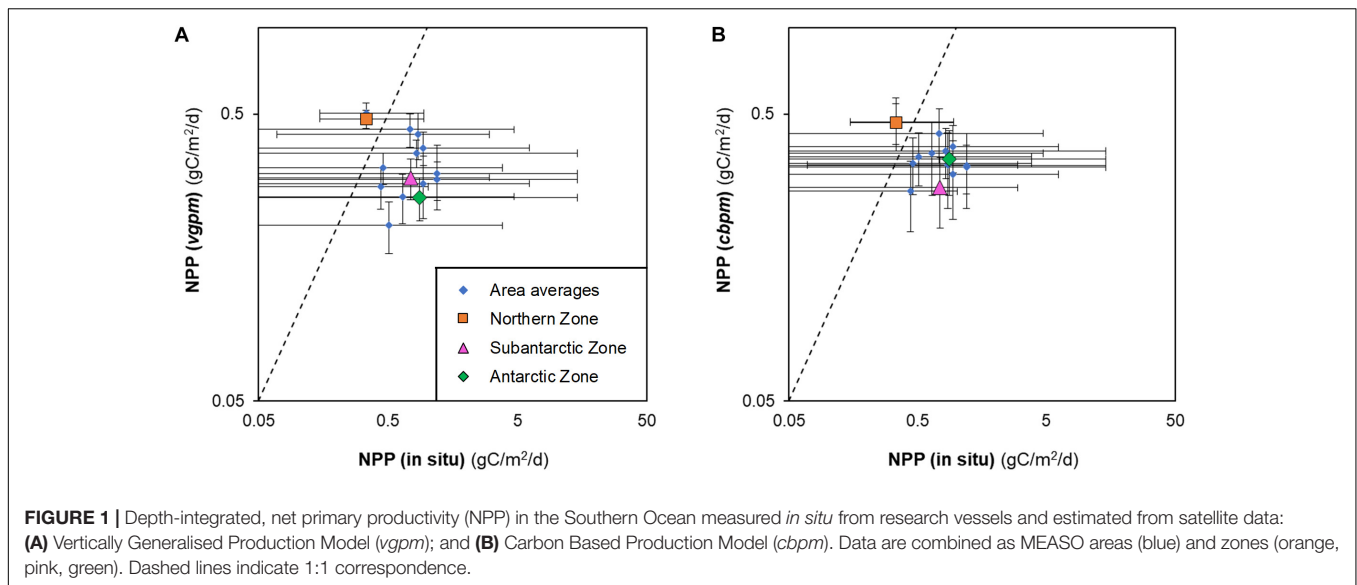 A
NPP (vgpm) (gC/m²/d)
0.5
0.05
0.05
0.5
5
50
NPP (in situ) (gC/m²/d)
Area averages
Northern Zone
Subantarctic Zone
Antarctic Zone
B
NPP (cbpm) (gC/m²/d)
0.5
0.05
0.05
0.5
5
50
NPP (in situ) (gC/m²/d)
FIGURE 1 | Depth-integrated, net primary productivity (NPP) in the Southern Ocean measured in situ from research vessels and estimated from satellite data:
(A) Vertically Generalised Production Model (vgpm); and (B) Carbon Based Production Model (cbpm). Data are combined as MEASO areas (blue) and zones (orange,
pink, green). Dashed lines indicate 1:1 correspondence.